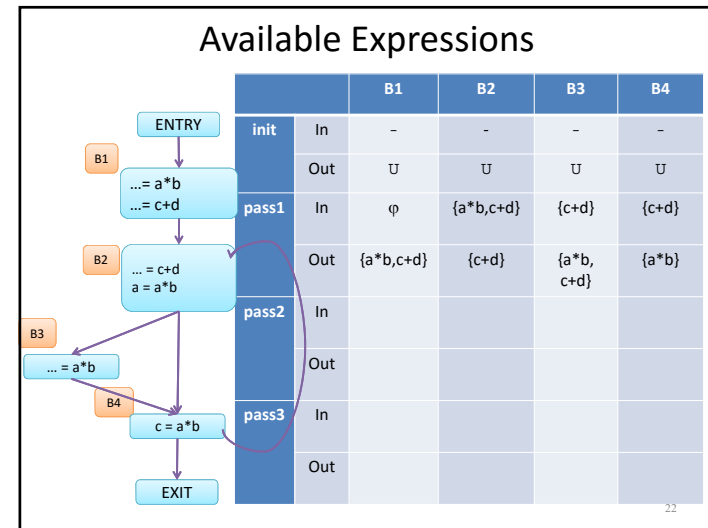 Available Expressions
ENTRY
B1
...= a*b
...= c+d
B2
... = c+d
a = a*b
B3
... = a*b
B4
c = a*b
EXIT
B1 B2 B3 B4
init In - - - -
Out U U U U
pass1 In φ {a*b,c+d} {c+d} {c+d}
Out {a*b,c+d} {c+d} {a*b, {a*b}
c+d}
pass2 In
Out
pass3 In
Out
22